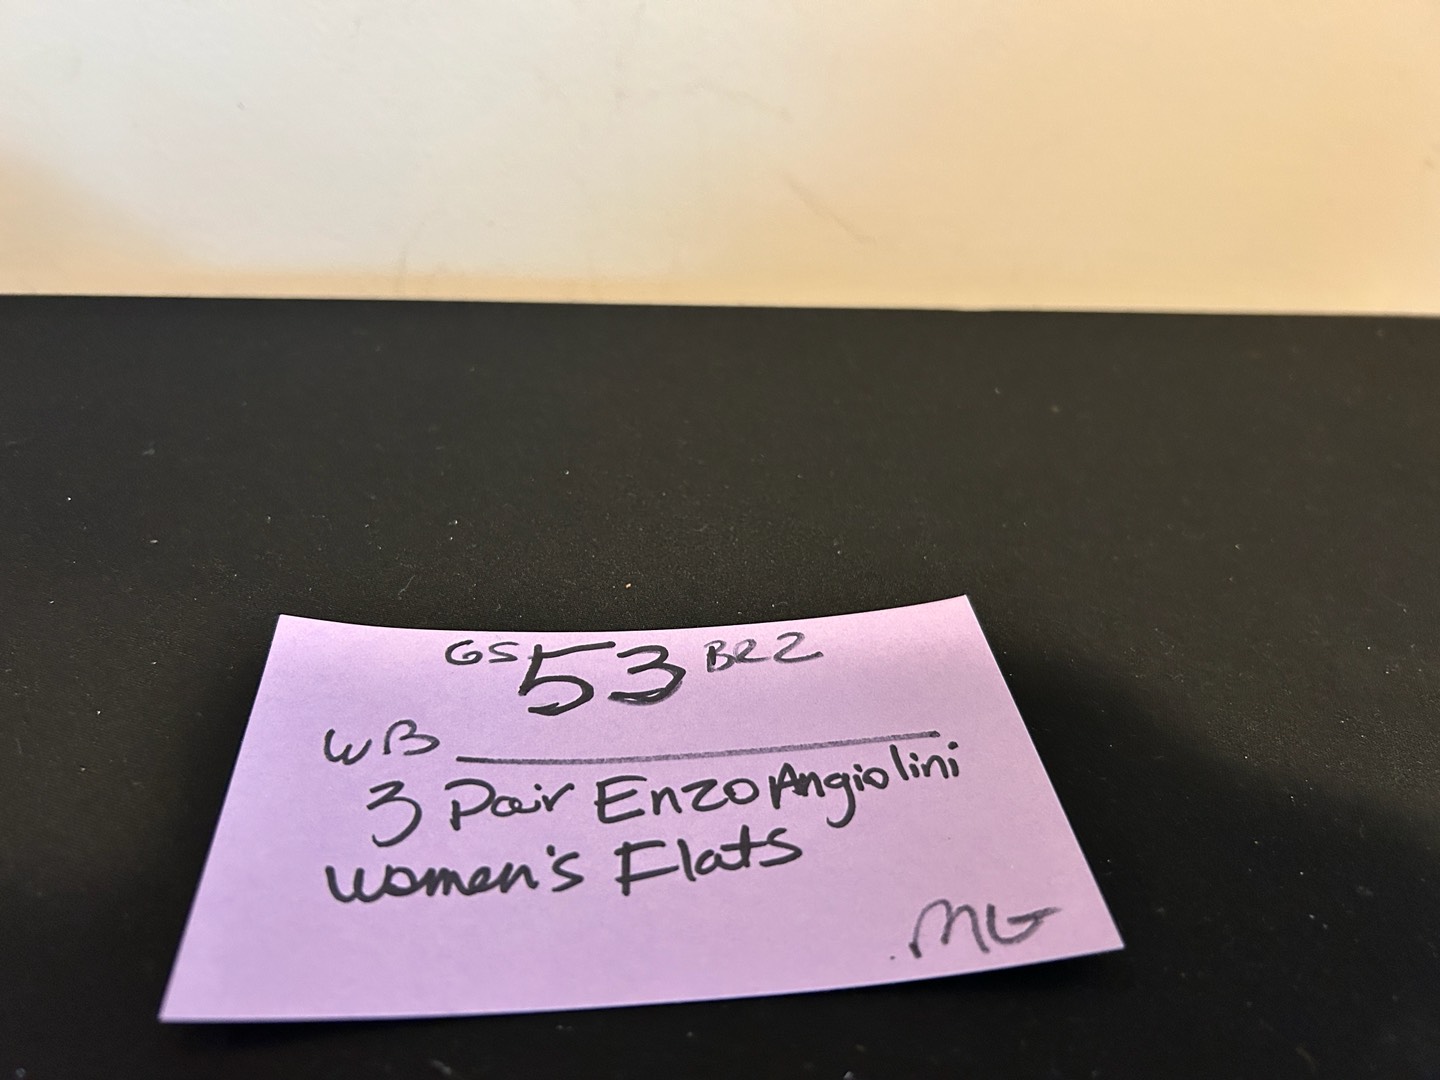 GS 53 BR2
WB
3 Pair Enzo Angiolini
women's Flats
MG